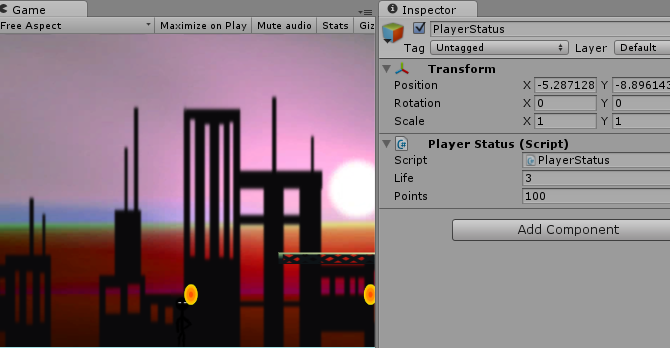 Game
Free Aspect
Maximize on Play Mute audio Stats Giz
Inspector
PlayerStatus
Tag Untagged Layer Default
Transform
Position X -5.287128 Y -8.896143
Rotation X 0 Y 0
Scale X 1 Y 1
Player Status (Script)
Script PlayerStatus
Life 3
Points 100
Add Component